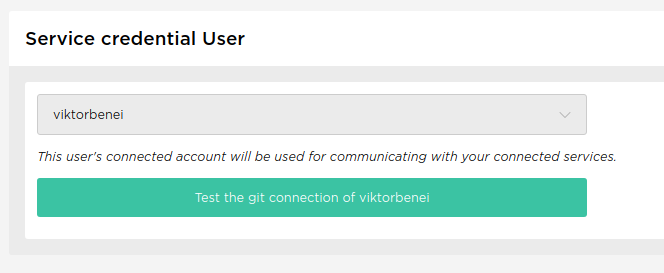 Service credential User
viktorbenei
This user's connected account will be used for communicating with your connected services.
Test the git connection of viktorbenei